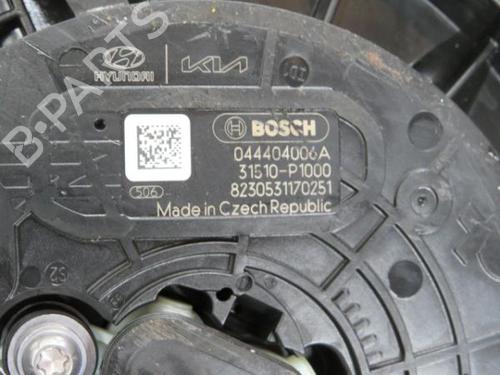 HYUNDAI KIA
BOSCH
044404006A
31510-P1000
8230531170251
506
Made in Czech Republic
B-PARTS